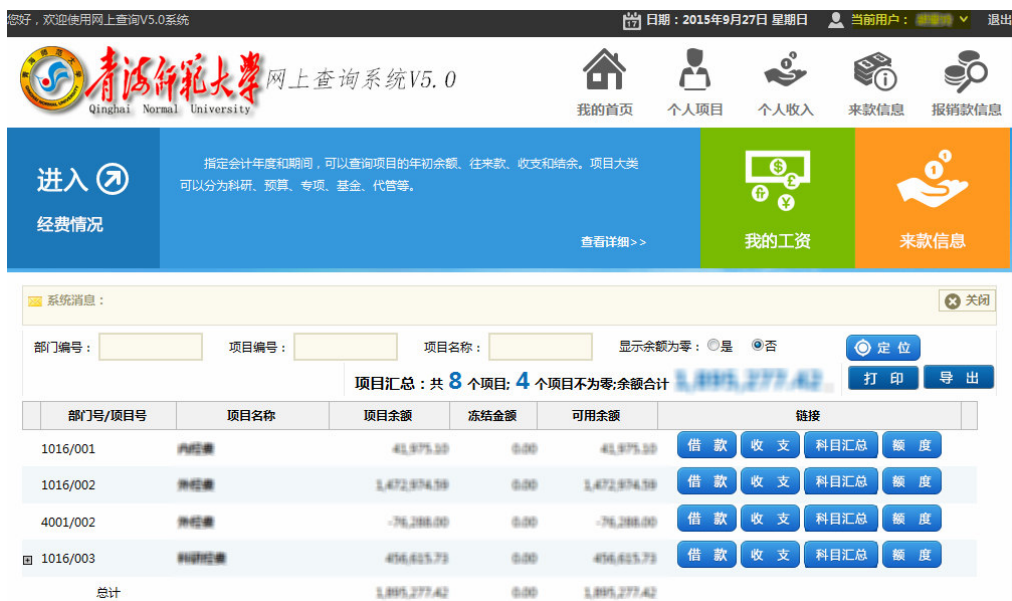 您好，欢迎使用网上查询V5.0系统
17 日期：2015年9月27日 星期日 当前用户： 退出
青海师范大学 网上查询系统V5.0
Qinghai Normal University
我的首页 个人项目 个人收入 来款信息 报销款信息
进入
经费情况
指定会计年度和期间，可以查询项目的年初余额、往来款、收支和结余。项目大类
可以分为科研、预算、专项、基金、代管等。
查看详细>>
我的工资
来款信息
系统消息：
关闭
部门编号： 项目编号： 项目名称： 显示余额为零： 是 否 定 位
项目汇总：共 8 个项目; 4 个项目不为零;余额合计 打 印 导 出
部门号/项目号 项目名称 项目余额 冻结金额 可用余额 链接
1016/001 借 款 收 支 科目汇总 额 度
1016/002 借 款 收 支 科目汇总 额 度
4001/002 借 款 收 支 科目汇总 额 度
1016/003 借 款 收 支 科目汇总 额 度
总计